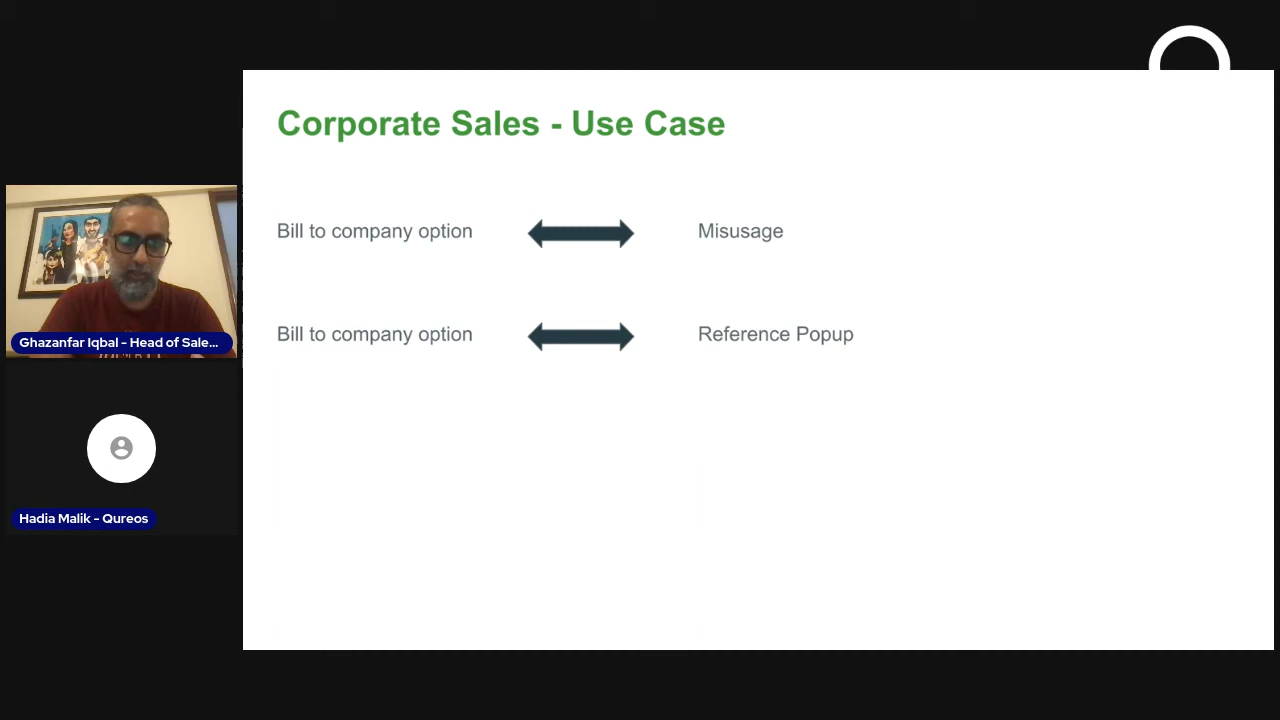 Corporate Sales - Use Case
Bill to company option
Misusage
Bill to company option
Reference Popup
Ghazanfar Iqbal - Head of Sale...
Hadia Malik - Qureos